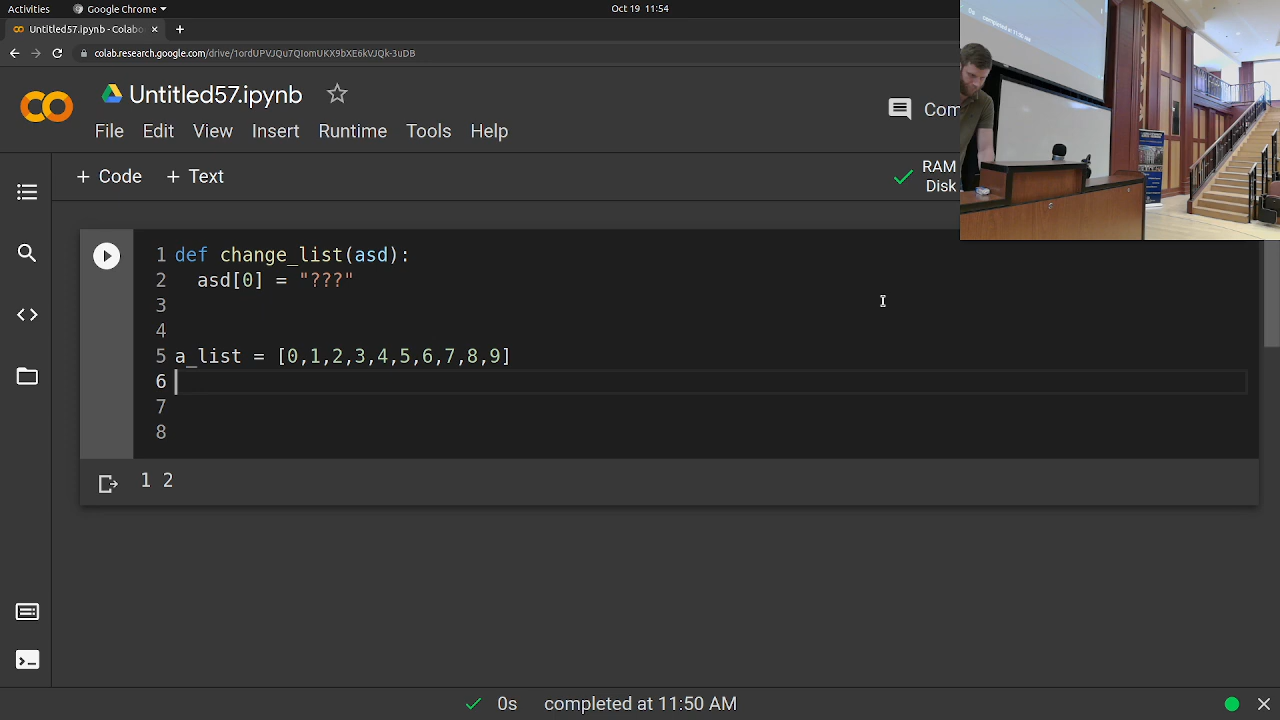 Activities
Google Chrome
Oct 19 11:54
Untitled57.ipynb - Colabo
colab.research.google.com/drive/1ordUPVJQu7QIomUKX9bXE6kVJQk-3uDB
Untitled57.ipynb
File Edit View Insert Runtime Tools Help
Com
+ Code + Text
RAM
Disk
1 def change_list(asd):
2 asd[0] = "???"
3
4
5 a_list = [0,1,2,3,4,5,6,7,8,9]
6
7
8
1 2
0s completed at 11:50 AM